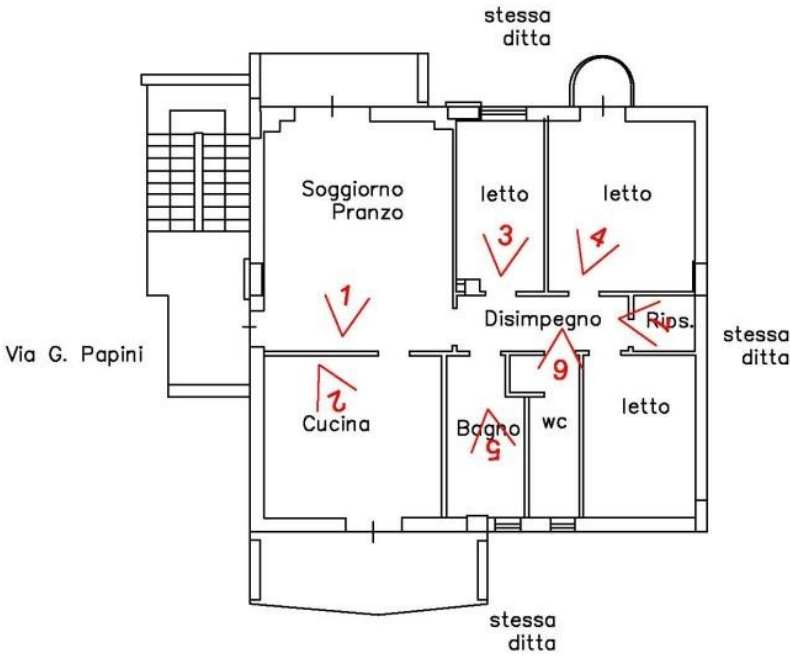 stessa
ditta
Soggiorno
Pranzo
letto
letto
3
4
1
Disimpegno
Rips.
7
Via G. Papini
stessa
ditta
2
6
letto
Cucina
Bagno
wc
5
stessa
ditta